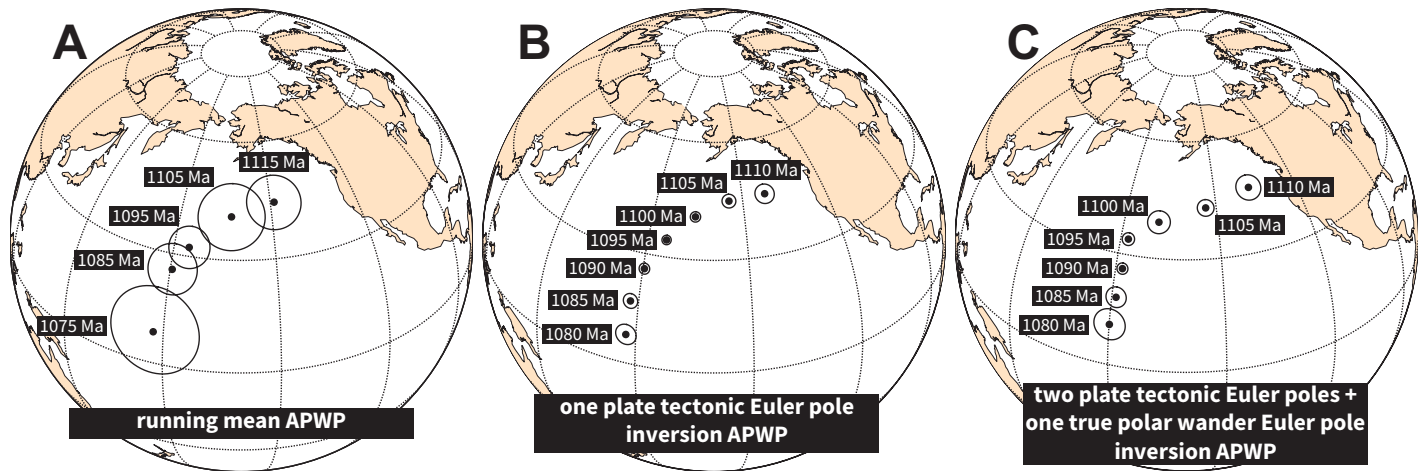 A
1115 Ma
1105 Ma
1095 Ma
1085 Ma
1075 Ma
running mean APWP
B
1110 Ma
1105 Ma
1100 Ma
1095 Ma
1090 Ma
1085 Ma
1080 Ma
one plate tectonic Euler pole
inversion APWP
C
1110 Ma
1100 Ma
1105 Ma
1095 Ma
1090 Ma
1085 Ma
1080 Ma
two plate tectonic Euler poles +
one true polar wander Euler pole
inversion APWP